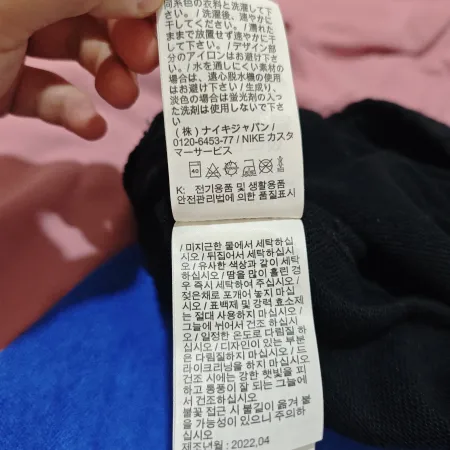 同系色の衣料と洗濯して下
さい。/ 洗濯後、速やかに
干してください。/ 濡れた
ままで放置せず速やかに干
して下さい。/ デザイン部
分のアイロンはお避け下さ
い。/ 水を通しにくい素材の
場合は、遠心脱水機の使用
はお避け下さい / 生成り、
淡色の場合は蛍光剤の入っ
た洗剤は使用しないで下さ
い
(株) ナイキジャパン /
0120-6453-77 / NIKE カスタ
マーサービス
40
K: 전기용품 및 생활용품
안전관리법에 의한 품질표시
/ 미지근한 물에서 세탁하십
시오 / 뒤집어서 세탁하십시
오 / 유사한 색상과 같이 세탁
하십시오 / 땀을 많이 흘린 경
우 즉시 세탁하여 주십시오 /
젖은채로 포개어 놓지 마십
시오 / 표백제 및 강력 효소제
는 절대 사용하지 마십시오 /
그늘에 뉘어서 건조 하십시
오 / 일정한 온도로 다림질 하
십시오 / 디자인이 있는 부분
은 다림질하지 마십시오 / 드
라이크리닝을 하지 마십시오
건조 시에는 강한 햇빛을 피
하고 통풍이 잘 되는 그늘에
서 건조 하십시오
불꽃 접근 시 불길이 옮겨 붙
을 가능성이 있으니 주의하
십시오
제조년월 : 2022,04